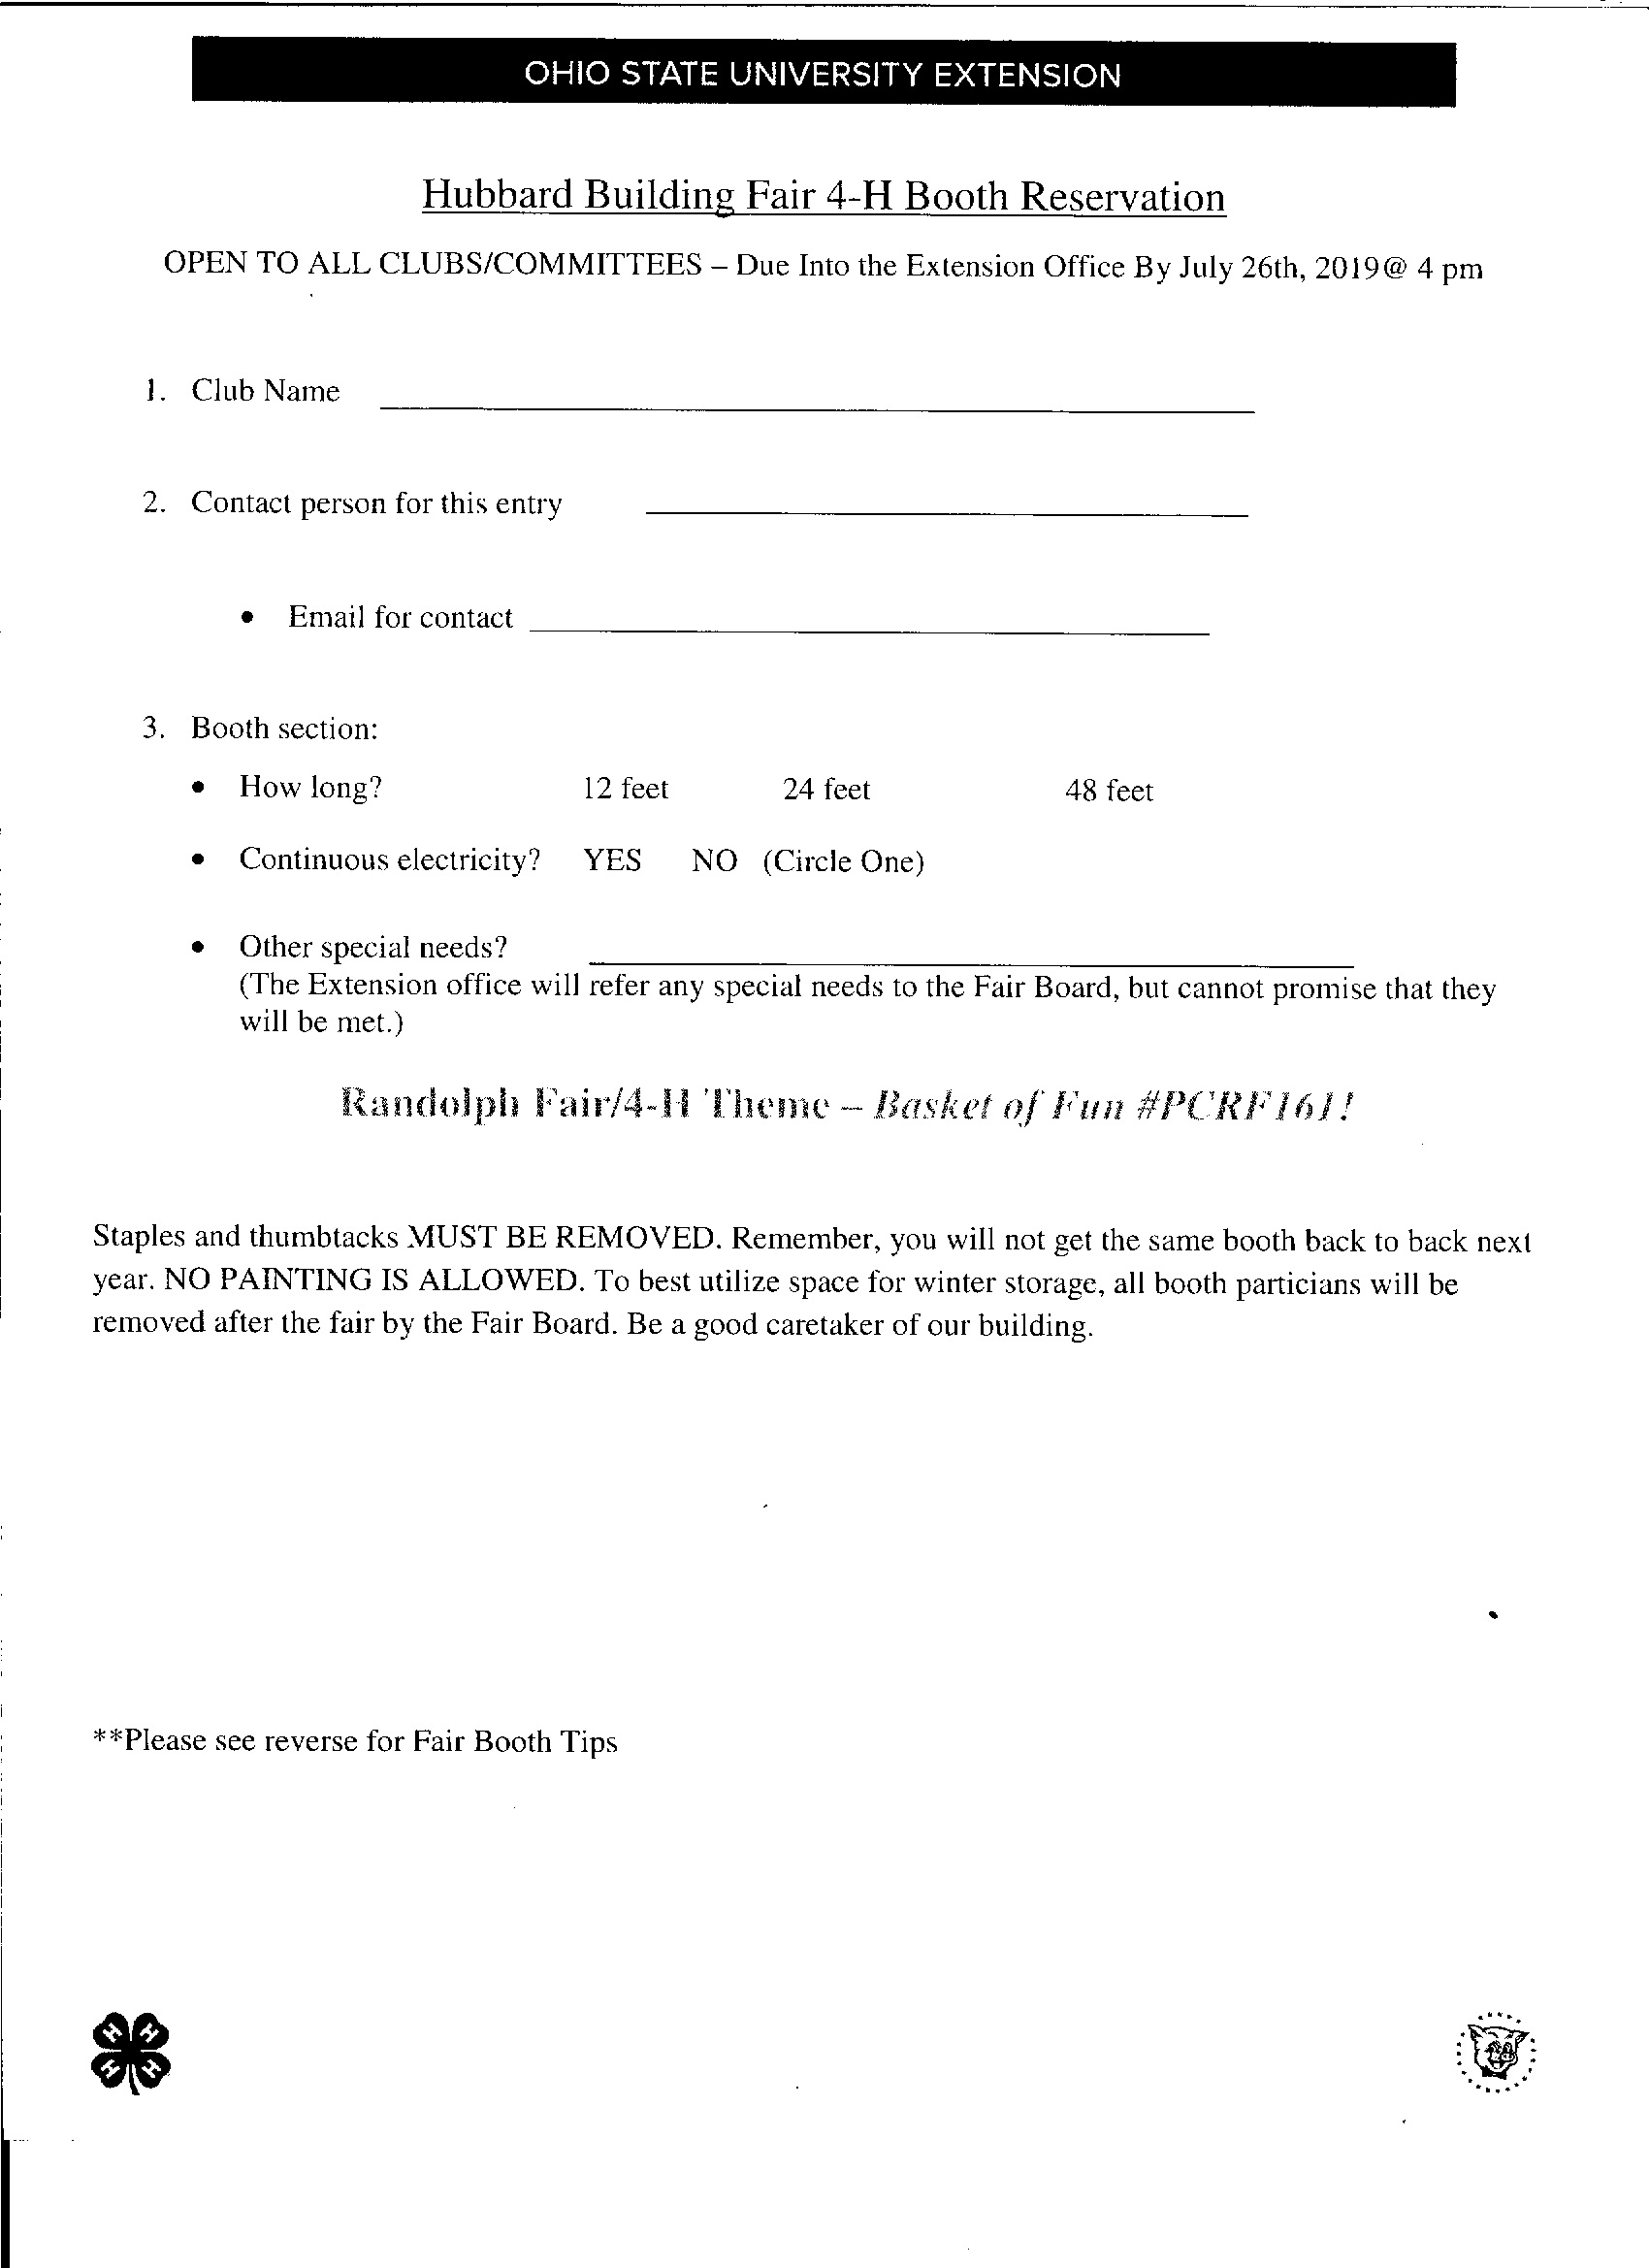 OHIO STATE UNIVERSITY EXTENSION
Hubbard Building Fair 4-H Booth Reservation
OPEN TO ALL CLUBS/COMMITTEES – Due Into the Extension Office By July 26th, 2019@ 4 pm
1. Club Name
2. Contact person for this entry
• Email for contact
3. Booth section:
• How long? 12 feet 24 feet 48 feet
• Continuous electricity? YES NO (Circle One)
• Other special needs?
(The Extension office will refer any special needs to the Fair Board, but cannot promise that they
will be met.)
Randolph Fair/4-H Theme – Basket of Fun #PCRF161!
Staples and thumbtacks MUST BE REMOVED. Remember, you will not get the same booth back to back next
year. NO PAINTING IS ALLOWED. To best utilize space for winter storage, all booth particians will be
removed after the fair by the Fair Board. Be a good caretaker of our building.
**Please see reverse for Fair Booth Tips
H H
H H